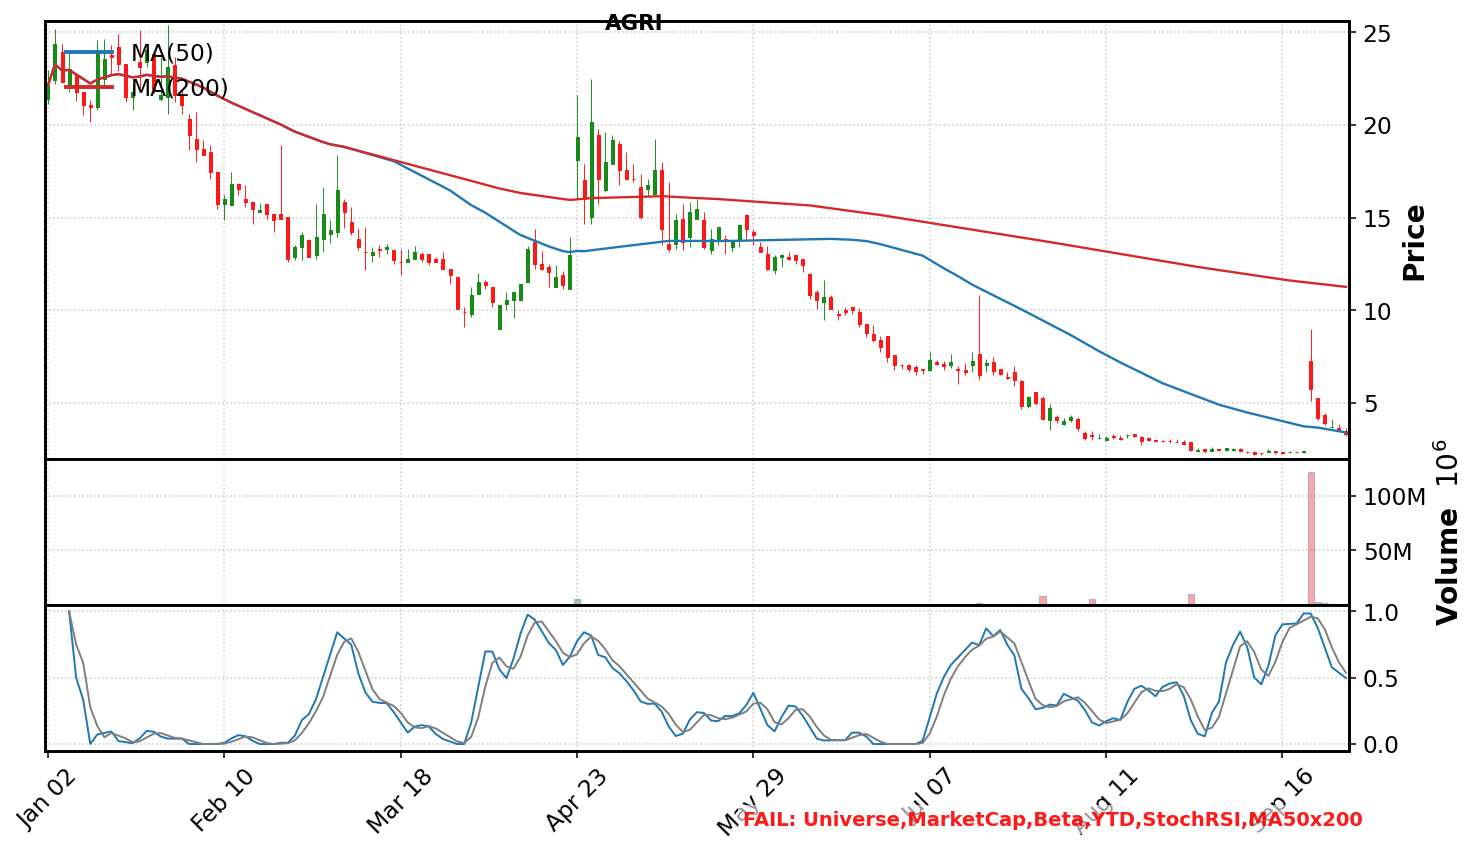 AGRI
MA(50)
MA(200)
25
20
15
10
5
Price
100M
50M
Volume 10^6
1.0
0.5
0.0
Jan 02
Feb 10
Mar 18
Apr 23
May 29
Jul 07
Aug 11
Sep 16
FAIL: Universe,MarketCap,Beta,YTD,StochRSI,MA50x200